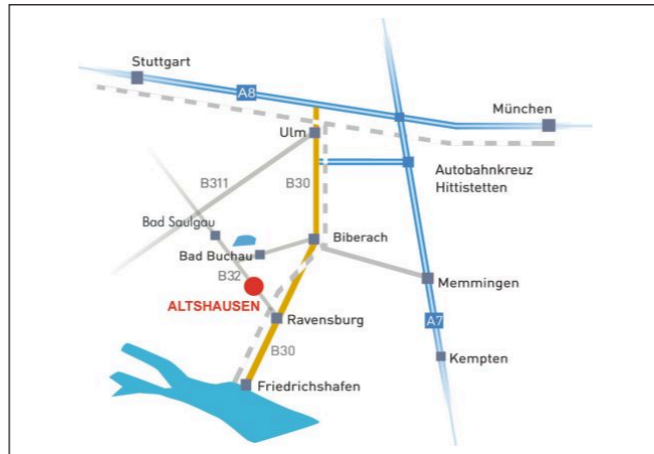 Stuttgart
A8
München
Ulm
Autobahnkreuz
Hittistetten
B311
B30
Bad Saulgau
Biberach
Bad Buchau
B32
Memmingen
ALTSHAUSEN
Ravensburg
A7
B30
Kempten
Friedrichshafen